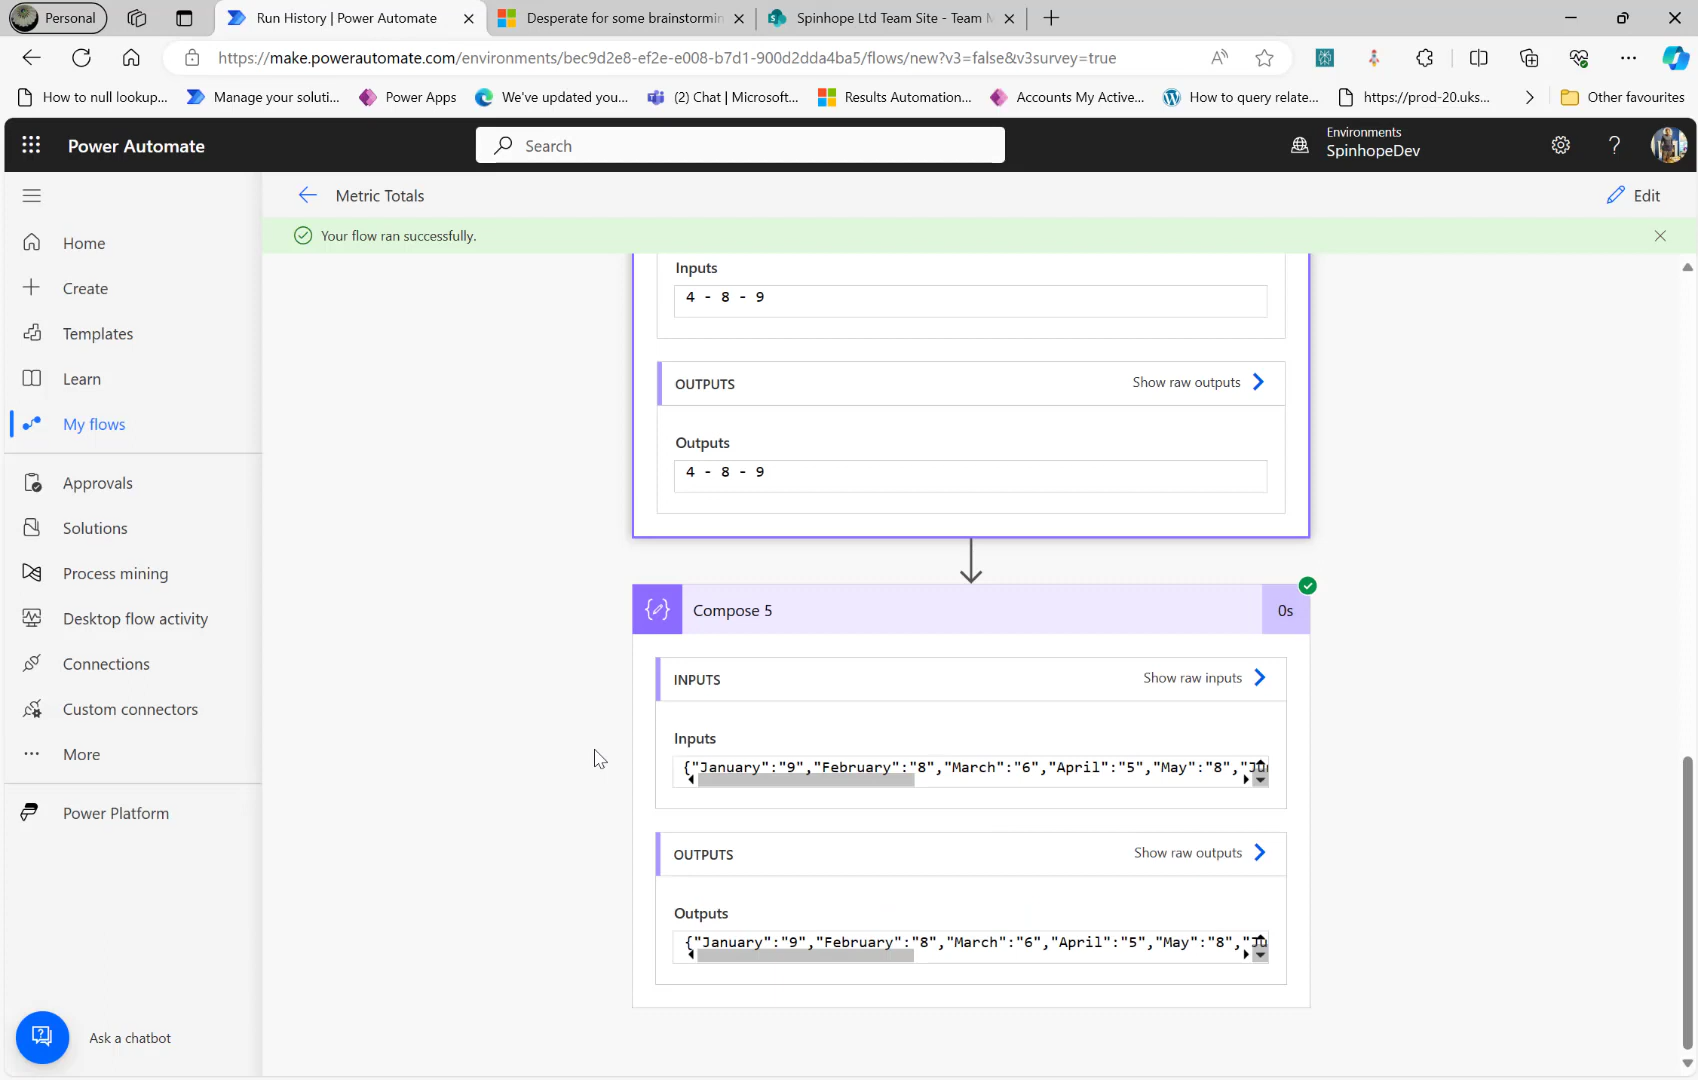 Personal
Run History | Power Automate
Desperate for some brainstormin
Spinhope Ltd Team Site - Team M
https://make.powerautomate.com/environments/bec9d2e8-ef2e-e008-b7d1-900d2dda4ba5/flows/new?v3=false&v3survey=true
How to null lookup...
Manage your soluti...
Power Apps
We've updated you...
(2) Chat | Microsoft...
Results Automation...
Accounts My Active...
How to query relate...
https://prod-20.uks...
Other favourites
Power Automate
Search
Environments
SpinhopeDev
Metric Totals
Edit
Your flow ran successfully.
Home
Create
Templates
Learn
My flows
Approvals
Solutions
Process mining
Desktop flow activity
Connections
Custom connectors
More
Power Platform
Ask a chatbot
Inputs
4 - 8 - 9
OUTPUTS
Show raw outputs
Outputs
4 - 8 - 9
Compose 5
0s
INPUTS
Show raw inputs
Inputs
{"January":"9","February":"8","March":"6","April":"5","May":"8","Ju
OUTPUTS
Show raw outputs
Outputs
{"January":"9","February":"8","March":"6","April":"5","May":"8","Ju